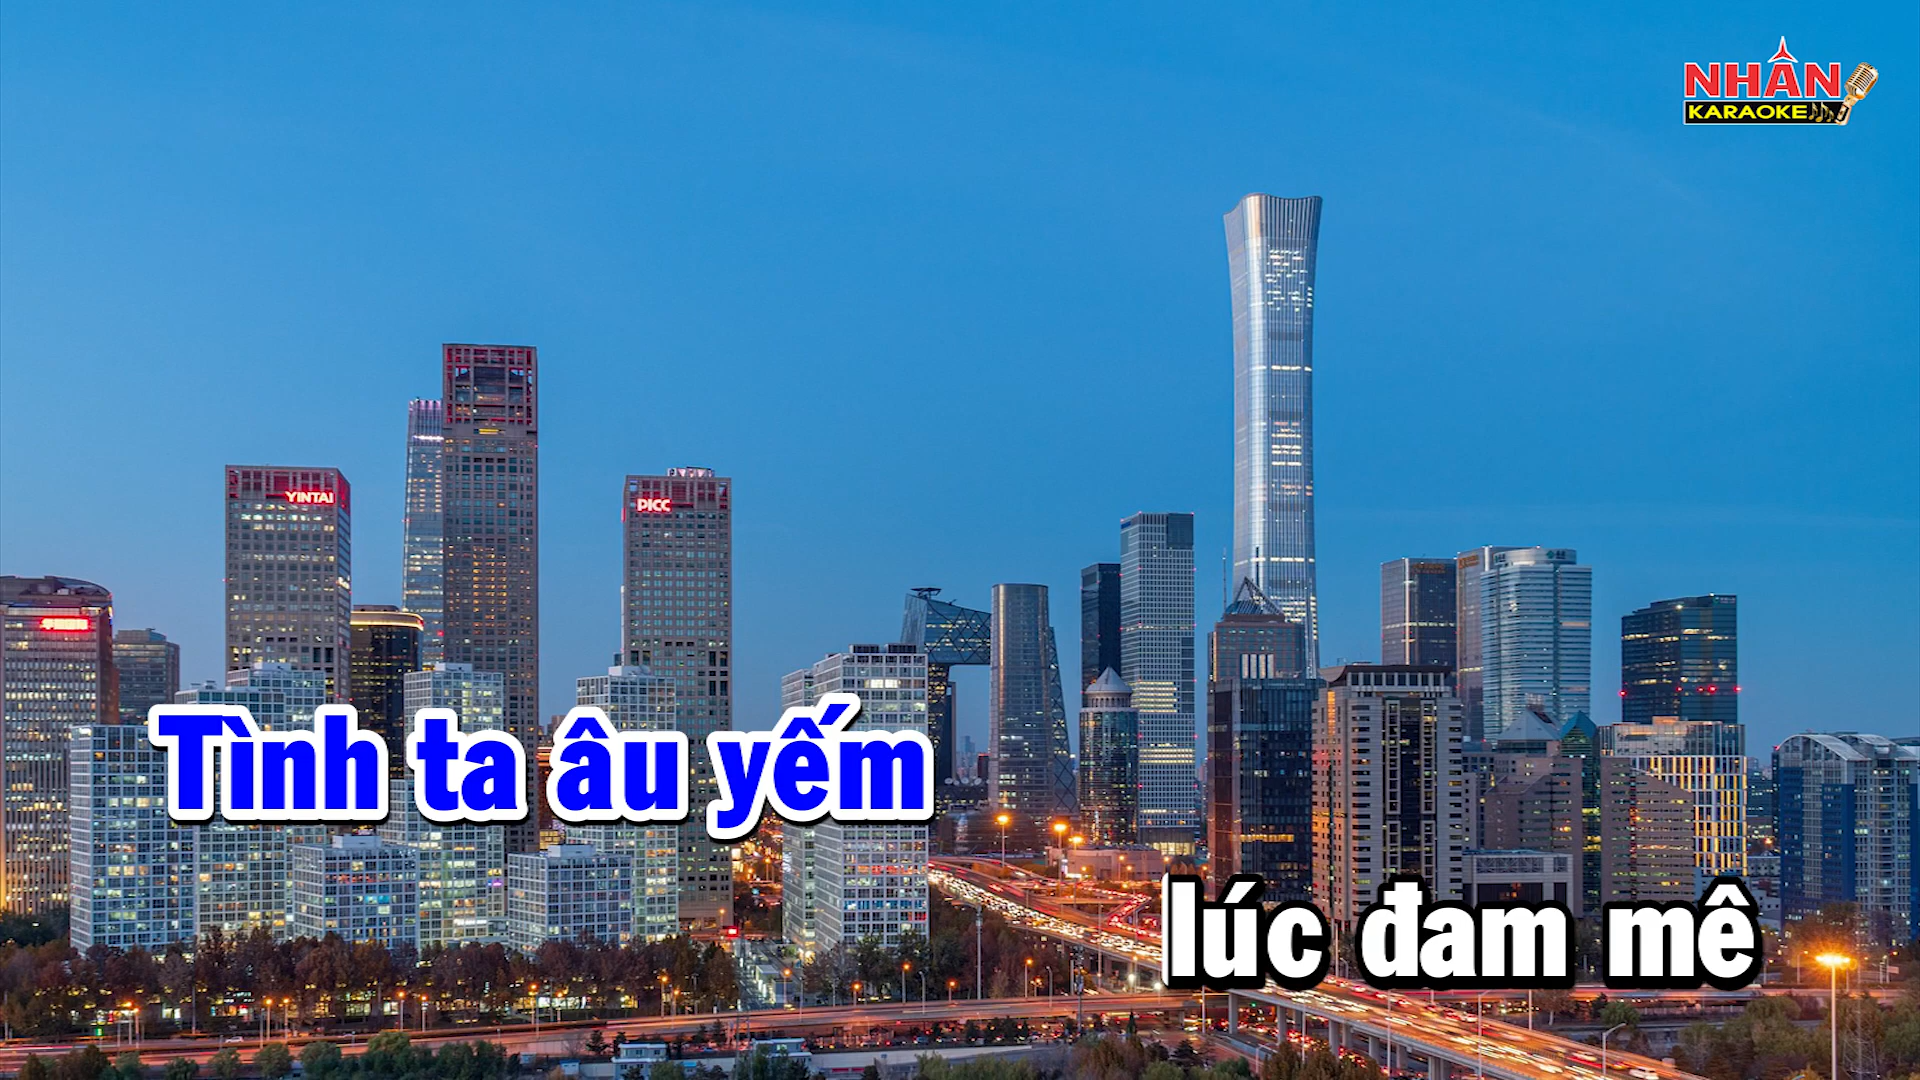 NHÂN
KARAOKE
YINTAI
PICC
Tình ta âu yếm
lúc đam mê